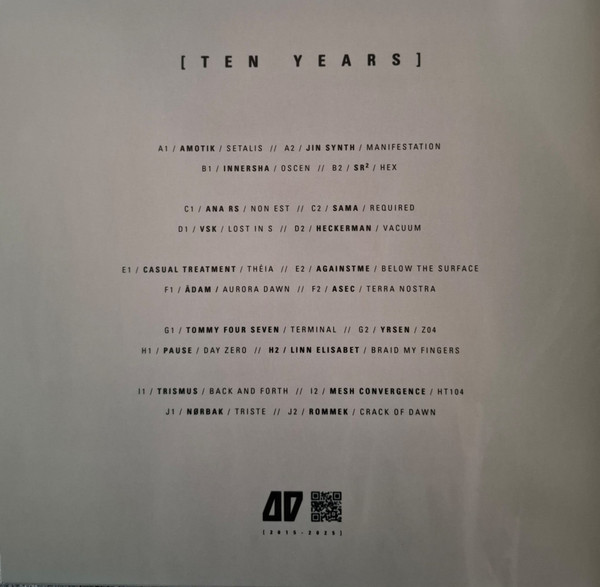 [ TEN YEARS ]
A1 / AMOTIK / SETALIS // A2 / JIN SYNTH / MANIFESTATION
B1 / INNERSHA / OSCEN // B2 / SR² / HEX
C1 / ANA RS / NON EST // C2 / SAMA / REQUIRED
D1 / VSK / LOST IN S // D2 / HECKERMAN / VACUUM
E1 / CASUAL TREATMENT / THÉIA // E2 / AGAINSTME / BELOW THE SURFACE
F1 / ÅDAM / AURORA DAWN // F2 / ASEC / TERRA NOSTRA
G1 / TOMMY FOUR SEVEN / TERMINAL // G2 / YRSEN / Z04
H1 / PAUSE / DAY ZERO // H2 / LINN ELISABET / BRAID MY FINGERS
I1 / TRISMUS / BACK AND FORTH // I2 / MESH CONVERGENCE / HT104
J1 / NØRBAK / TRISTE // J2 / ROMMEK / CRACK OF DAWN
[2015-2025]